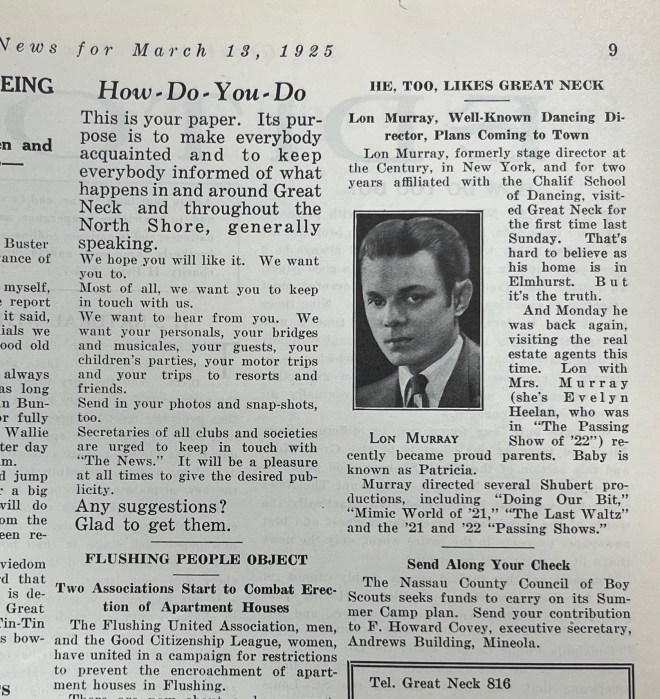 News for March 13, 1925
9
EING
en and
Buster
ance of
myself,
report
it said,
ials we
ood old
always
as long
n Bun-
or fully
Wallie
ter day
m.
d jump
r a big
will do
om the
een re-
viedom
rd that
is de-
Great
Tin-Tin
s bow-
How-Do-You-Do
This is your paper. Its pur-
pose is to make everybody
acquainted and to keep
everybody informed of what
happens in and around Great
Neck and throughout the
North Shore, generally
speaking.
We hope you will like it. We want
you to.
Most of all, we want you to keep
in touch with us.
We want to hear from you. We
want your personals, your bridges
and musicales, your guests, your
children's parties, your motor trips
and your trips to resorts and
friends.
Send in your photos and snap-shots,
too.
Secretaries of all clubs and societies
are urged to keep in touch with
"The News." It will be a pleasure
at all times to give the desired pub-
licity.
Any suggestions?
Glad to get them.
FLUSHING PEOPLE OBJECT
Two Associations Start to Combat Erec-
tion of Apartment Houses
The Flushing United Association, men,
and the Good Citizenship League, women,
have united in a campaign for restrictions
to prevent the encroachment of apart-
ment houses in Flushing.
HE, TOO, LIKES GREAT NECK
Lon Murray, Well-Known Dancing Di-
rector, Plans Coming to Town
Lon Murray, formerly stage director at
the Century, in New York, and for two
years affiliated with the Chalif School
of Dancing, visit-
ed Great Neck for
the first time last
Sunday. That's
hard to believe as
his home is in
Elmhurst. But
it's the truth.
And Monday he
was back again,
visiting the real
estate agents this
time. Lon with
Mrs. Murray
(she's Evelyn
Heelan, who was
in "The Passing
Show of '22") re-
LON MURRAY
cently became proud parents. Baby is
known as Patricia.
Murray directed several Shubert pro-
ductions, including "Doing Our Bit,"
"Mimic World of '21," "The Last Waltz"
and the '21 and '22 "Passing Shows."
Send Along Your Check
The Nassau County Council of Boy
Scouts seeks funds to carry on its Sum-
mer Camp plan. Send your contribution
to F. Howard Covey, executive secretary,
Andrews Building, Mineola.
Tel. Great Neck 816